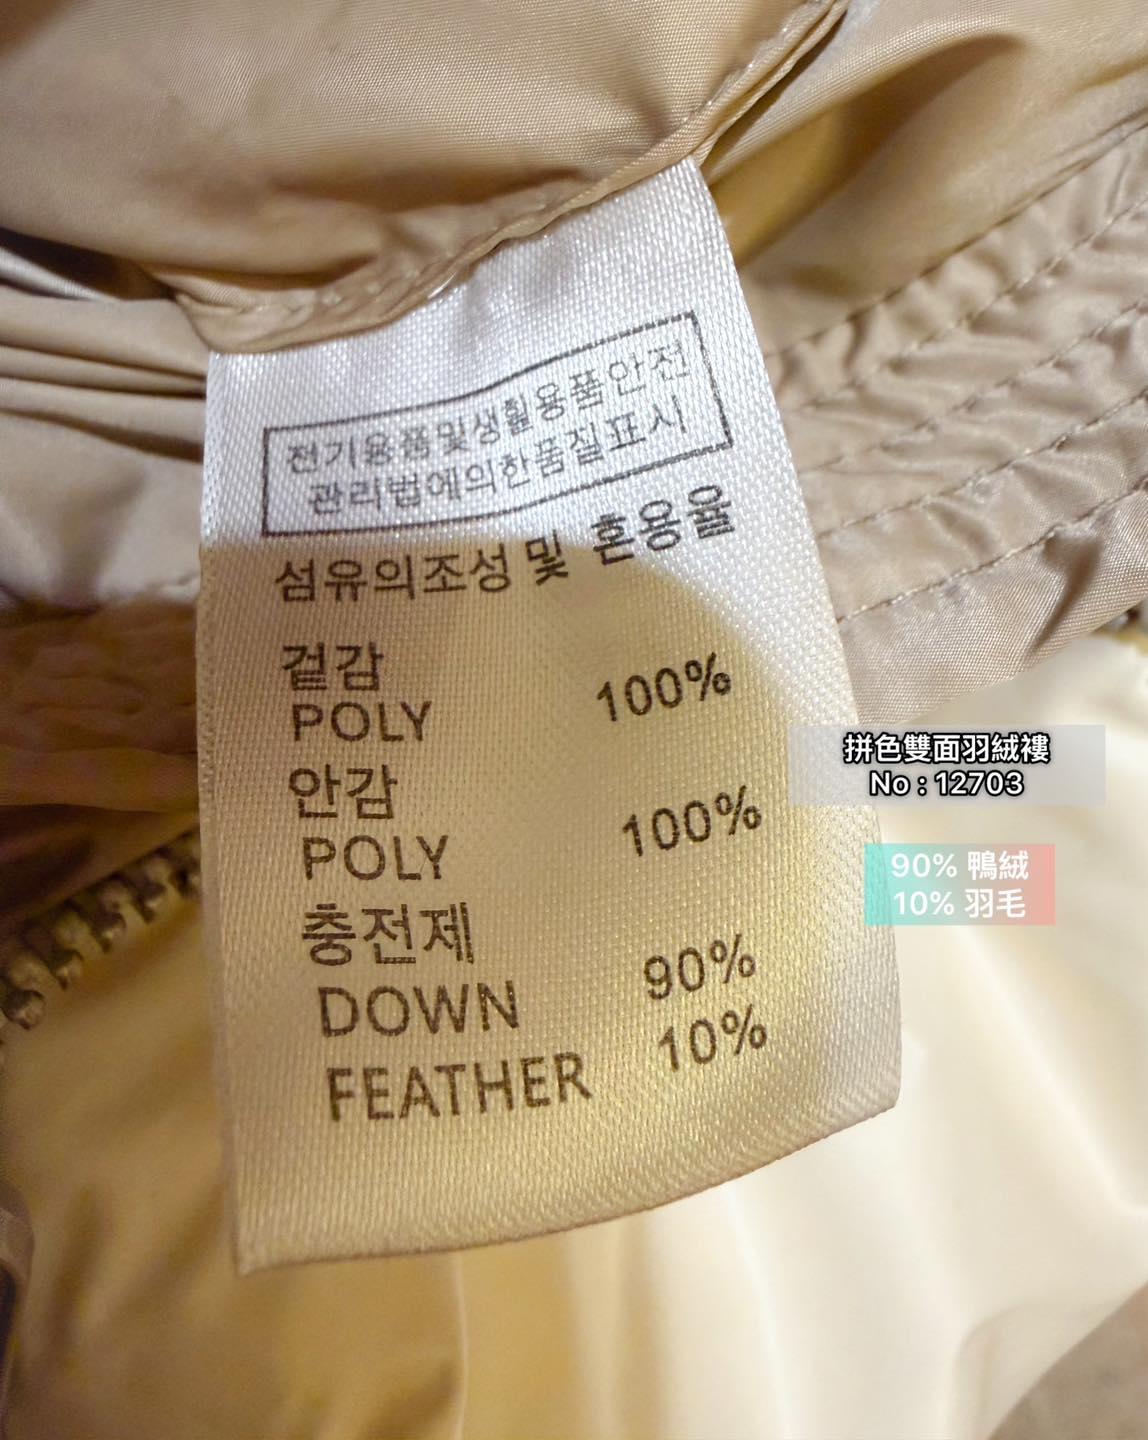 전기용품및생활용품안전
관리법에의한품질표시
섬유의조성 및 혼용율
겉감
POLY 100%
안감
POLY 100%
충전제
DOWN 90%
FEATHER 10%
拼色雙面羽絨褸
No : 12703
90% 鴨絨
10% 羽毛